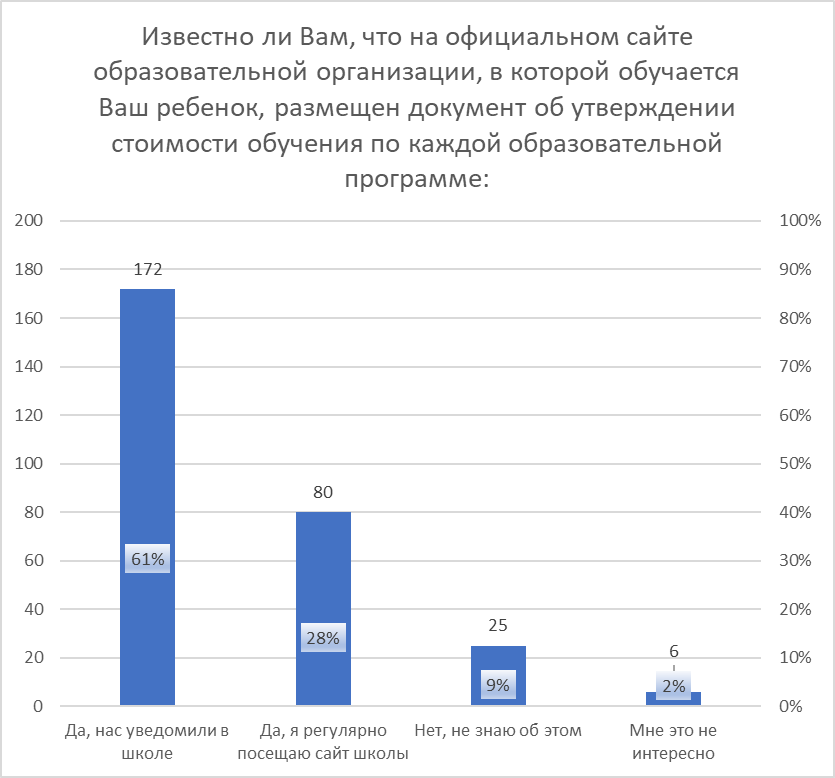 Известно ли Вам, что на официальном сайте
образовательной организации, в которой обучается
Ваш ребенок, размещен документ об утверждении
стоимости обучения по каждой образовательной
программе:
200 100%
180 172 90%
160 80%
140 70%
120 60%
100 50%
80 80 40%
60 61% 30%
40 28% 25 20%
20 9% 6 2% 10%
0 0%
Да, нас уведомили в
школе
Да, я регулярно
посещаю сайт школы
Нет, не знаю об этом
Мне это не
интересно